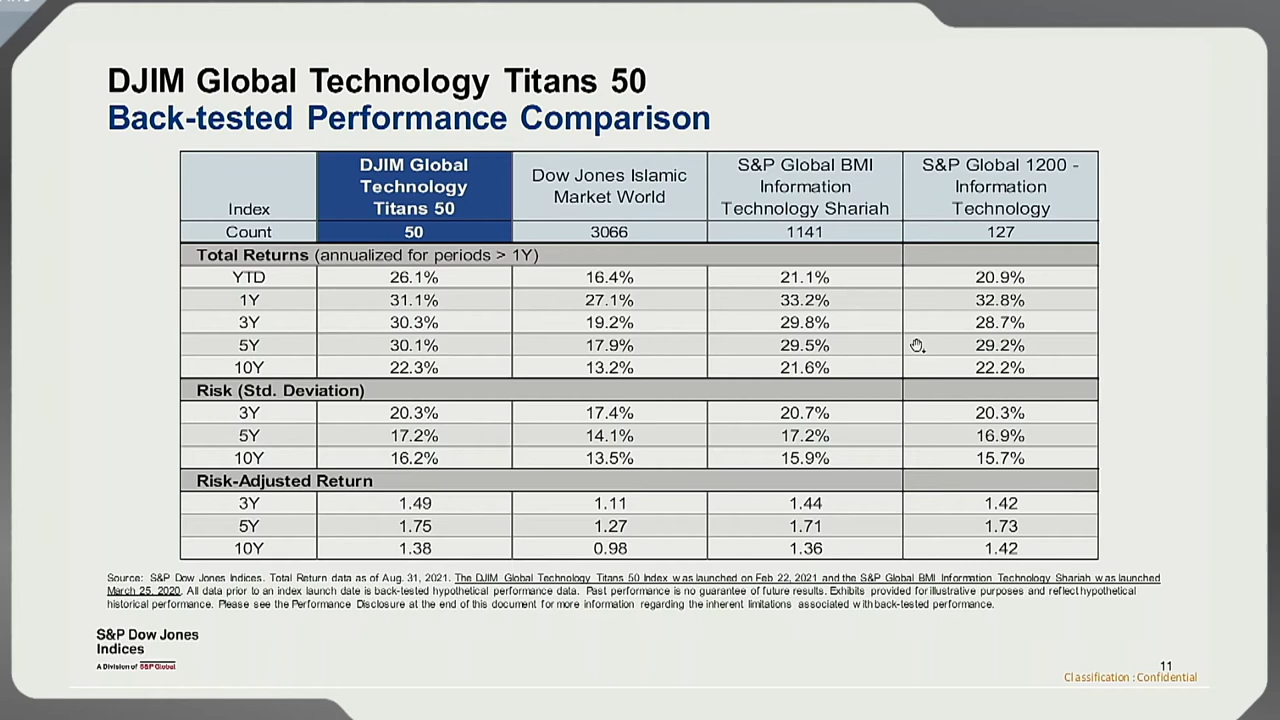 DJIM Global Technology Titans 50
Back-tested Performance Comparison
Index DJIM Global Technology Titans 50 Dow Jones Islamic Market World S&P Global BMI Information Technology Shariah S&P Global 1200 - Information Technology
Count 50 3066 1141 127
Total Returns (annualized for periods > 1Y)
YTD 26.1% 16.4% 21.1% 20.9%
1Y 31.1% 27.1% 33.2% 32.8%
3Y 30.3% 19.2% 29.8% 28.7%
5Y 30.1% 17.9% 29.5% 29.2%
10Y 22.3% 13.2% 21.6% 22.2%
Risk (Std. Deviation)
3Y 20.3% 17.4% 20.7% 20.3%
5Y 17.2% 14.1% 17.2% 16.9%
10Y 16.2% 13.5% 15.9% 15.7%
Risk-Adjusted Return
3Y 1.49 1.11 1.44 1.42
5Y 1.75 1.27 1.71 1.73
10Y 1.38 0.98 1.36 1.42
Source: S&P Dow Jones Indices. Total Return data as of Aug. 31, 2021. The DJIM Global Technology Titans 50 Index was launched on Feb 22, 2021 and the S&P Global BMI Information Technology Shariah was launched
March 25, 2020. All data prior to an index launch date is back-tested hypothetical performance data. Past performance is no guarantee of future results. Exhibits provided for illustrative purposes and reflect hypothetical
historical performance. Please see the Performance Disclosure at the end of this document for more information regarding the inherent limitations associated with back-tested performance.
S&P Dow Jones
Indices
A Division of S&P Global
11
Classification : Confidential